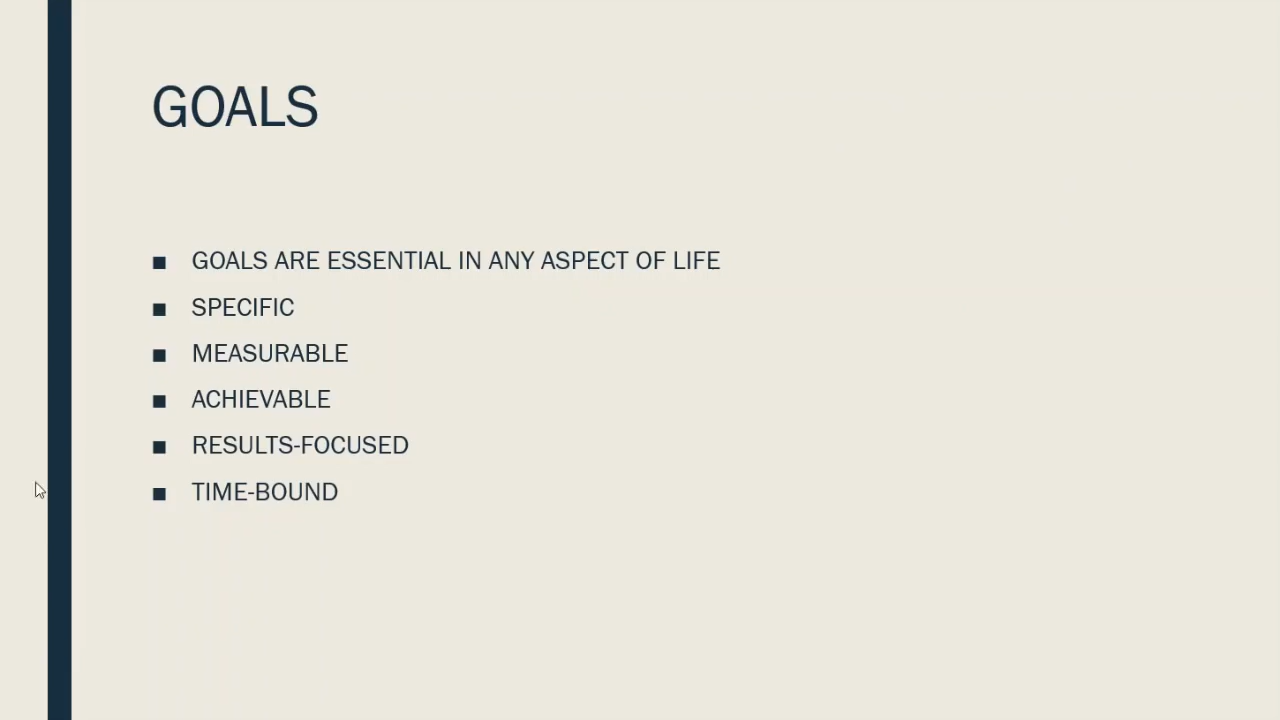 GOALS
■ GOALS ARE ESSENTIAL IN ANY ASPECT OF LIFE
■ SPECIFIC
■ MEASURABLE
■ ACHIEVABLE
■ RESULTS-FOCUSED
■ TIME-BOUND